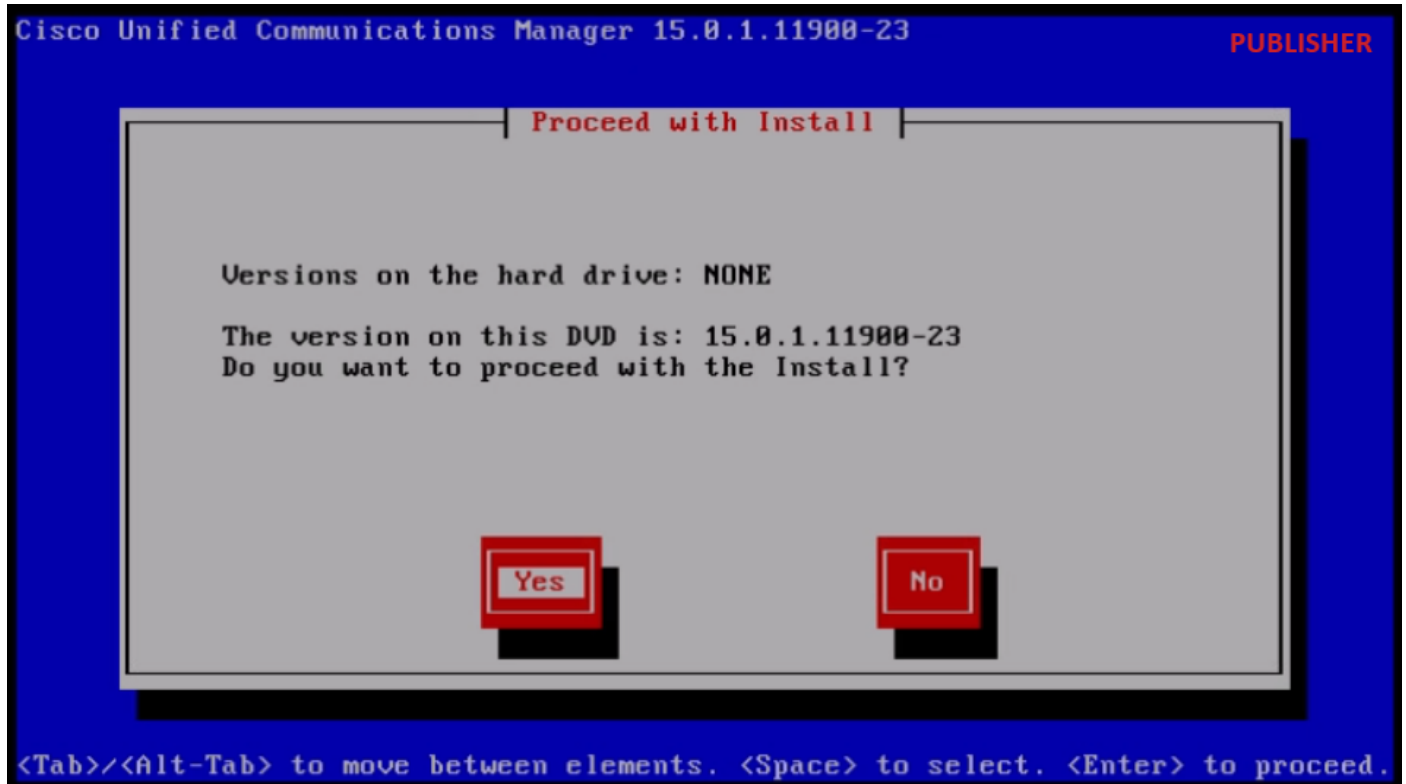 Cisco Unified Communications Manager 15.0.1.11900-23
PUBLISHER
Proceed with Install
Versions on the hard drive: NONE
The version on this DVD is: 15.0.1.11900-23
Do you want to proceed with the Install?
Yes
No
<Tab>/<Alt-Tab> to move between elements. <Space> to select. <Enter> to proceed.